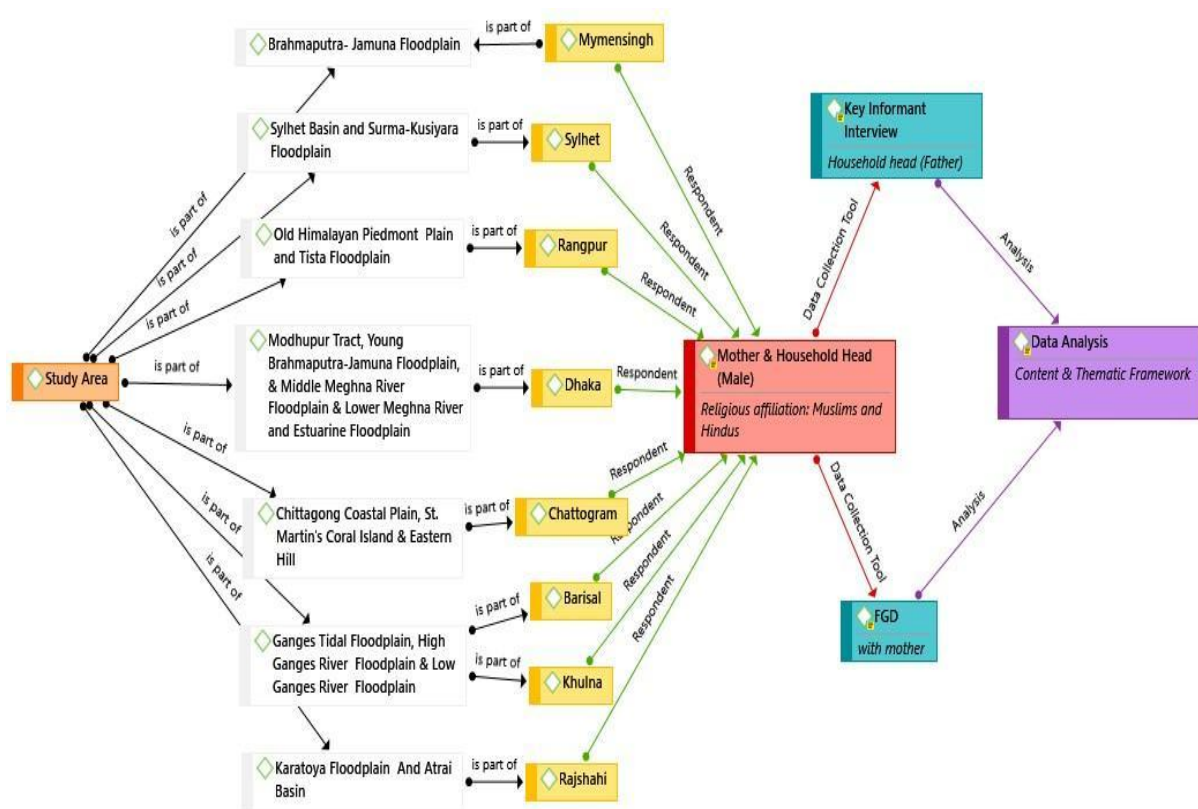 is part of
Brahmaputra- Jamuna Floodplain
Mymensingh
is part of
Sylhet Basin and Surma-Kusiyara
Floodplain
Sylhet
is part of
Old Himalayan Piedmont Plain
and Tista Floodplain
Rangpur
is part of
is part of
is part of
Study Area
is part of
Modhupur Tract, Young
Brahmaputra-Jamuna Floodplain,
& Middle Meghna River
Floodplain & Lower Meghna River
and Estuarine Floodplain
is part of
Dhaka
is part of
is part of
is part of
Chittagong Coastal Plain, St.
Martin's Coral Island & Eastern
Hill
is part of
Chattogram
Ganges Tidal Floodplain, High
Ganges River Floodplain & Low
Ganges River Floodplain
is part of
Barisal
is part of
Khulna
Karatoya Floodplain And Atrai
Basin
is part of
Rajshahi
Respondent
Respondent
Respondent
Respondent
Respondent
Respondent
Respondent
Respondent
Mother & Household Head
(Male)
Religious affiliation: Muslims and
Hindus
Data Collection Tool
Data Collection Tool
Key Informant
Interview
Household head (Father)
FGD
with mother
Analysis
Analysis
Data Analysis
Content & Thematic Framework